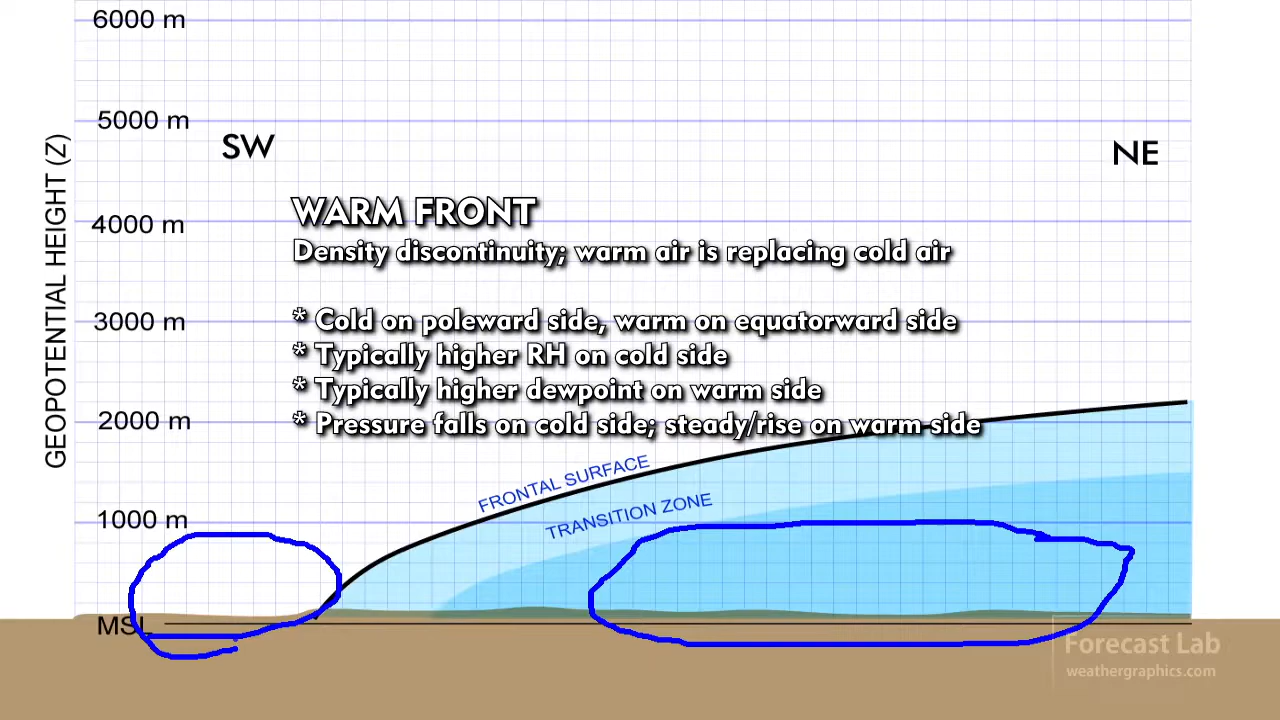 6000 m
5000 m
SW
NE
GEOPOTENTIAL HEIGHT (Z)
WARM FRONT
4000 m
Density discontinuity; warm air is replacing cold air
3000 m
* Cold on poleward side, warm on equatorward side
* Typically higher RH on cold side
* Typically higher dewpoint on warm side
2000 m
* Pressure falls on cold side; steady/rise on warm side
FRONTAL SURFACE
TRANSITION ZONE
1000 m
MSL
Forecast Lab
weathergraphics.com